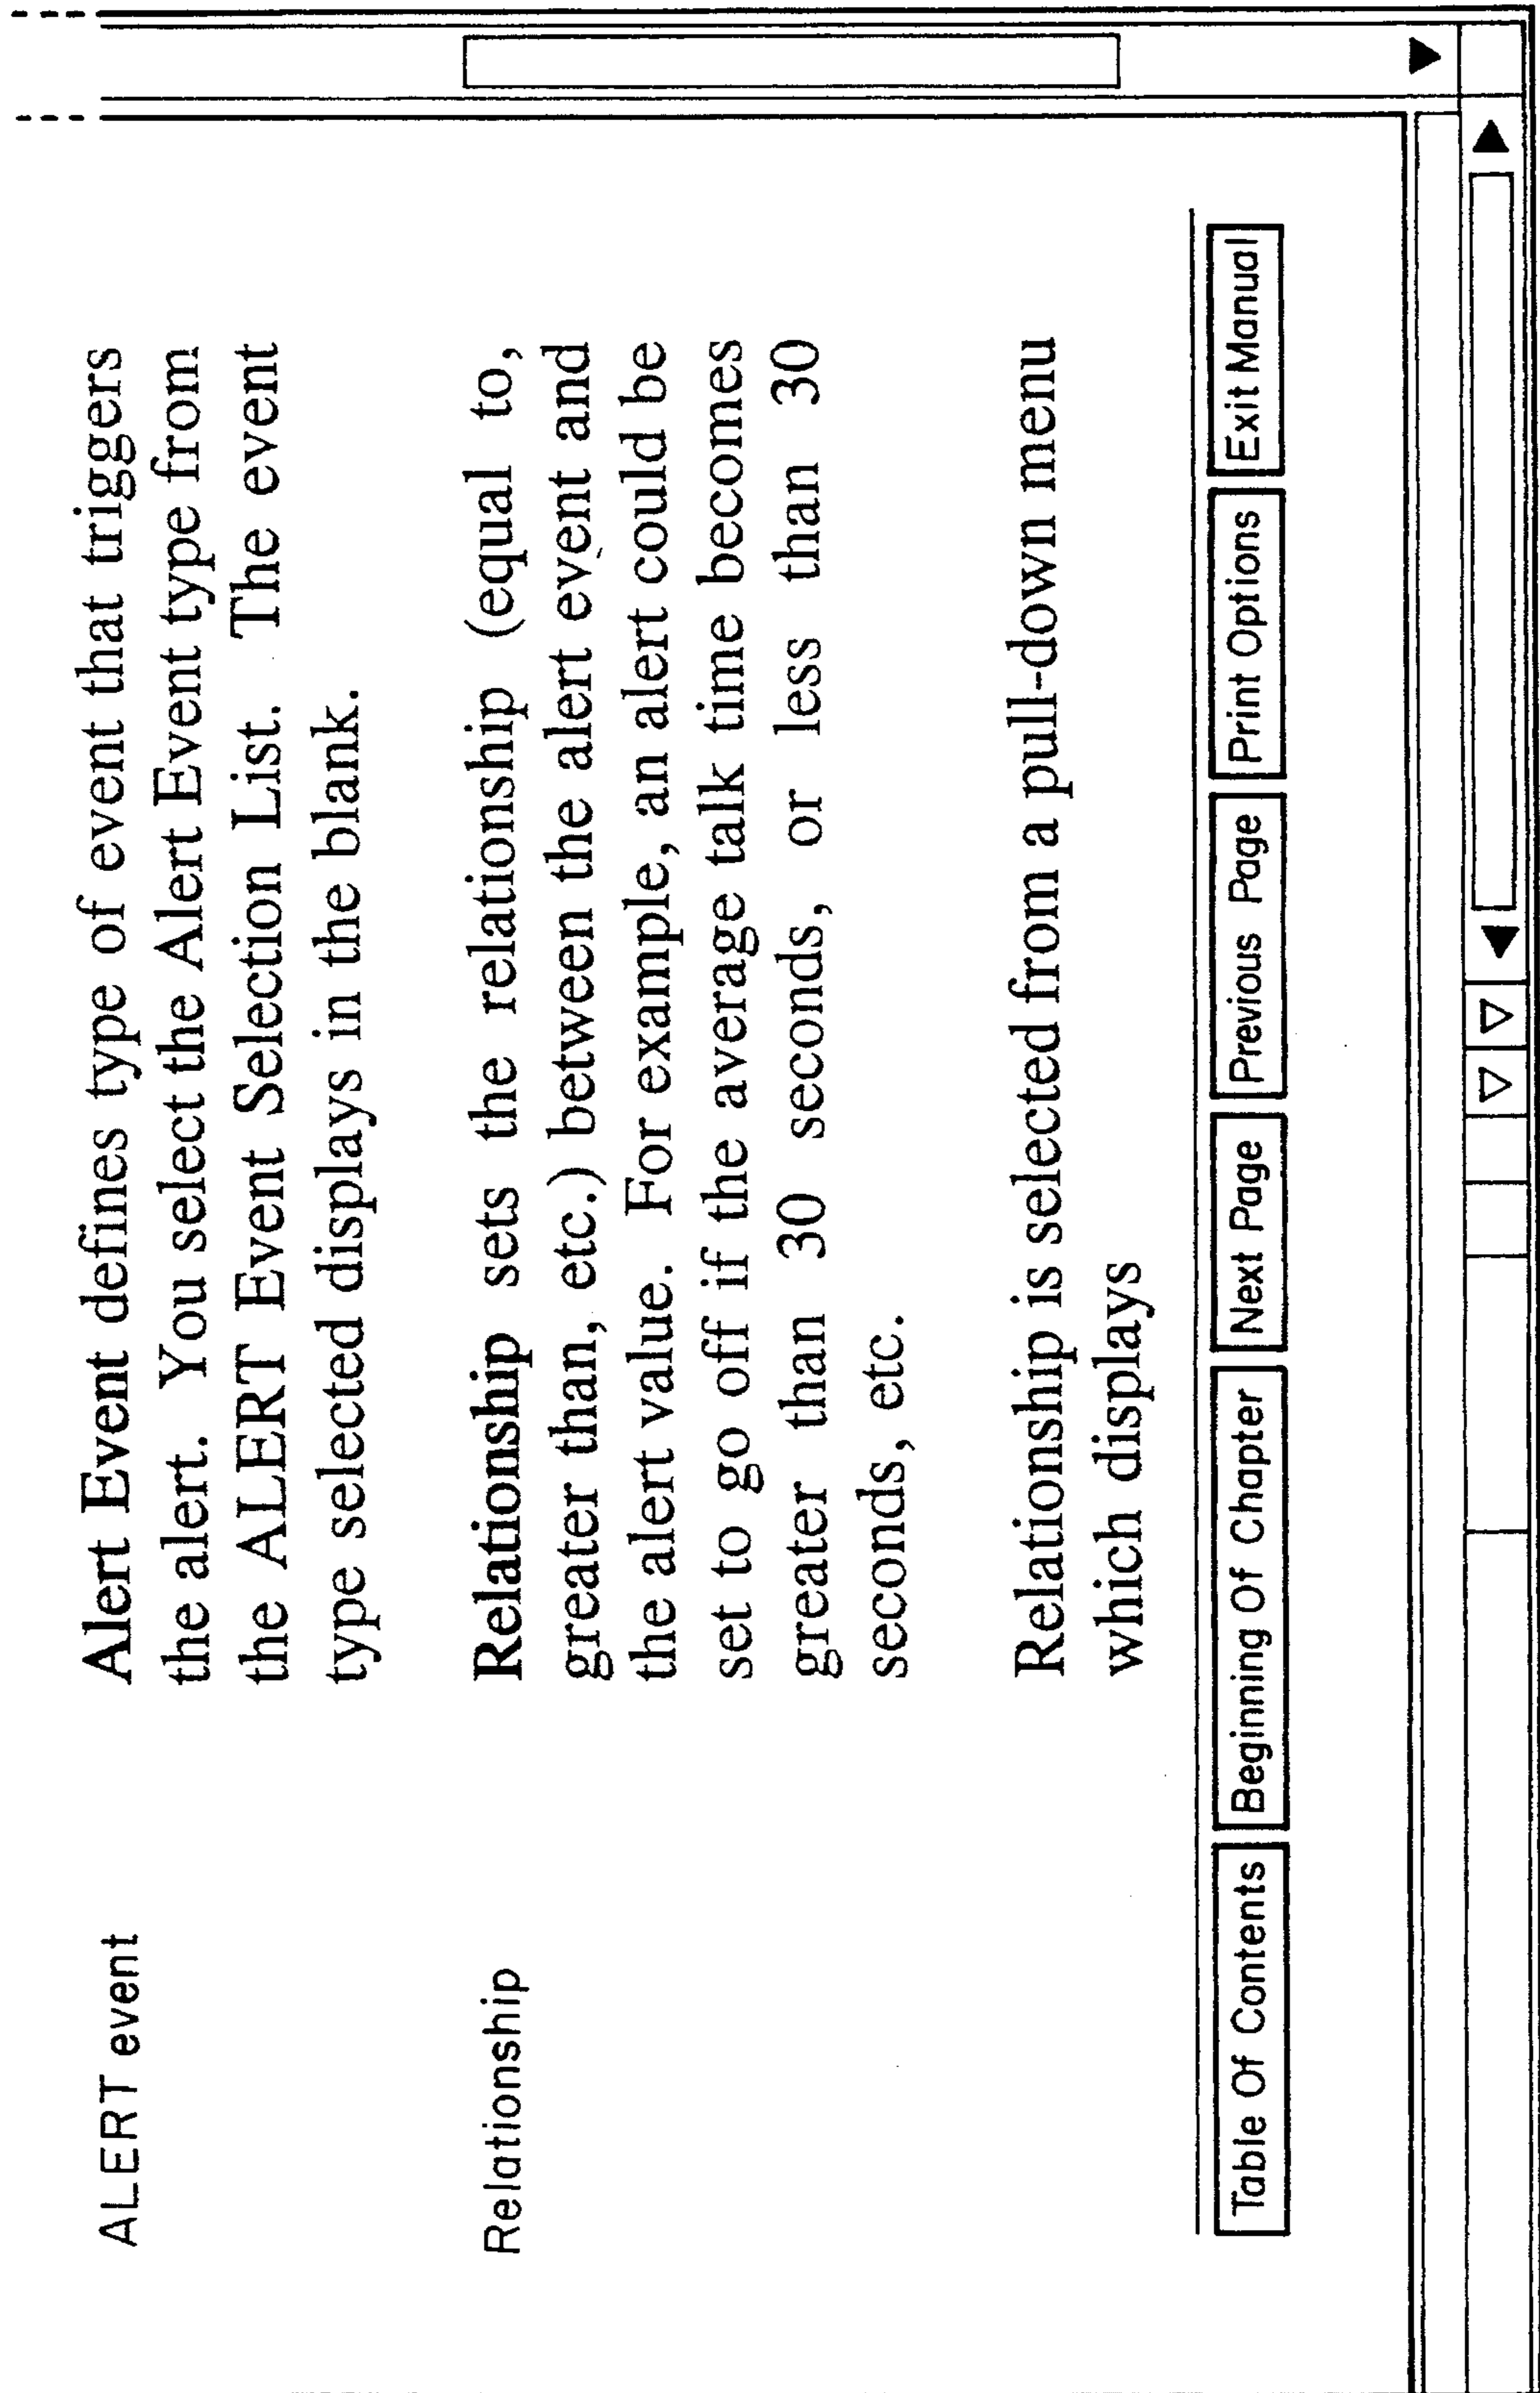 ALERT event
Alert Event defines type of event that triggers
the alert. You select the Alert Event type from
the ALERT Event Selection List. The event
type selected displays in the blank.
Relationship
Relationship sets the relationship (equal to,
greater than, etc.) between the alert event and
the alert value. For example, an alert could be
set to go off if the average talk time becomes
greater than 30 seconds, or less than 30
seconds, etc.
Relationship is selected from a pull-down menu
which displays
Table Of Contents Beginning Of Chapter Next Page Previous Page Print Options Exit Manual